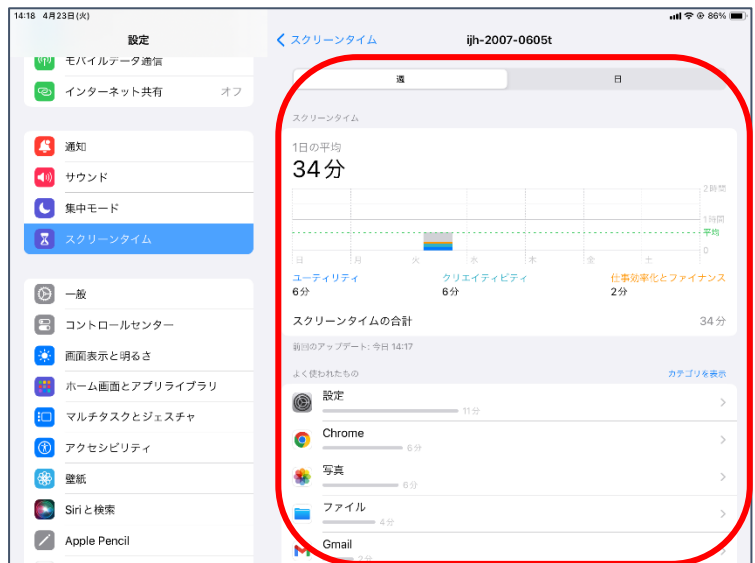 14:18 4月23日(火)
86%
設定
モバイルデータ通信
インターネット共有 オフ
通知
サウンド
集中モード
スクリーンタイム
一般
コントロールセンター
画面表示と明るさ
ホーム画面とアプリライブラリ
マルチタスクとジェスチャ
アクセシビリティ
壁紙
Siriと検索
Apple Pencil
スクリーンタイム
ijh-2007-0605t
週 日
スクリーンタイム
1日の平均
34分
2時間
1時間
平均
0
日 月 火 水 木 金 土
ユーティリティ クリエイティビティ 仕事効率化とファイナンス
6分 6分 2分
スクリーンタイムの合計 34分
前回のアップデート: 今日 14:17
よく使われたもの カテゴリを表示
設定
11分
Chrome
6分
写真
6分
ファイル
4分
Gmail
2分